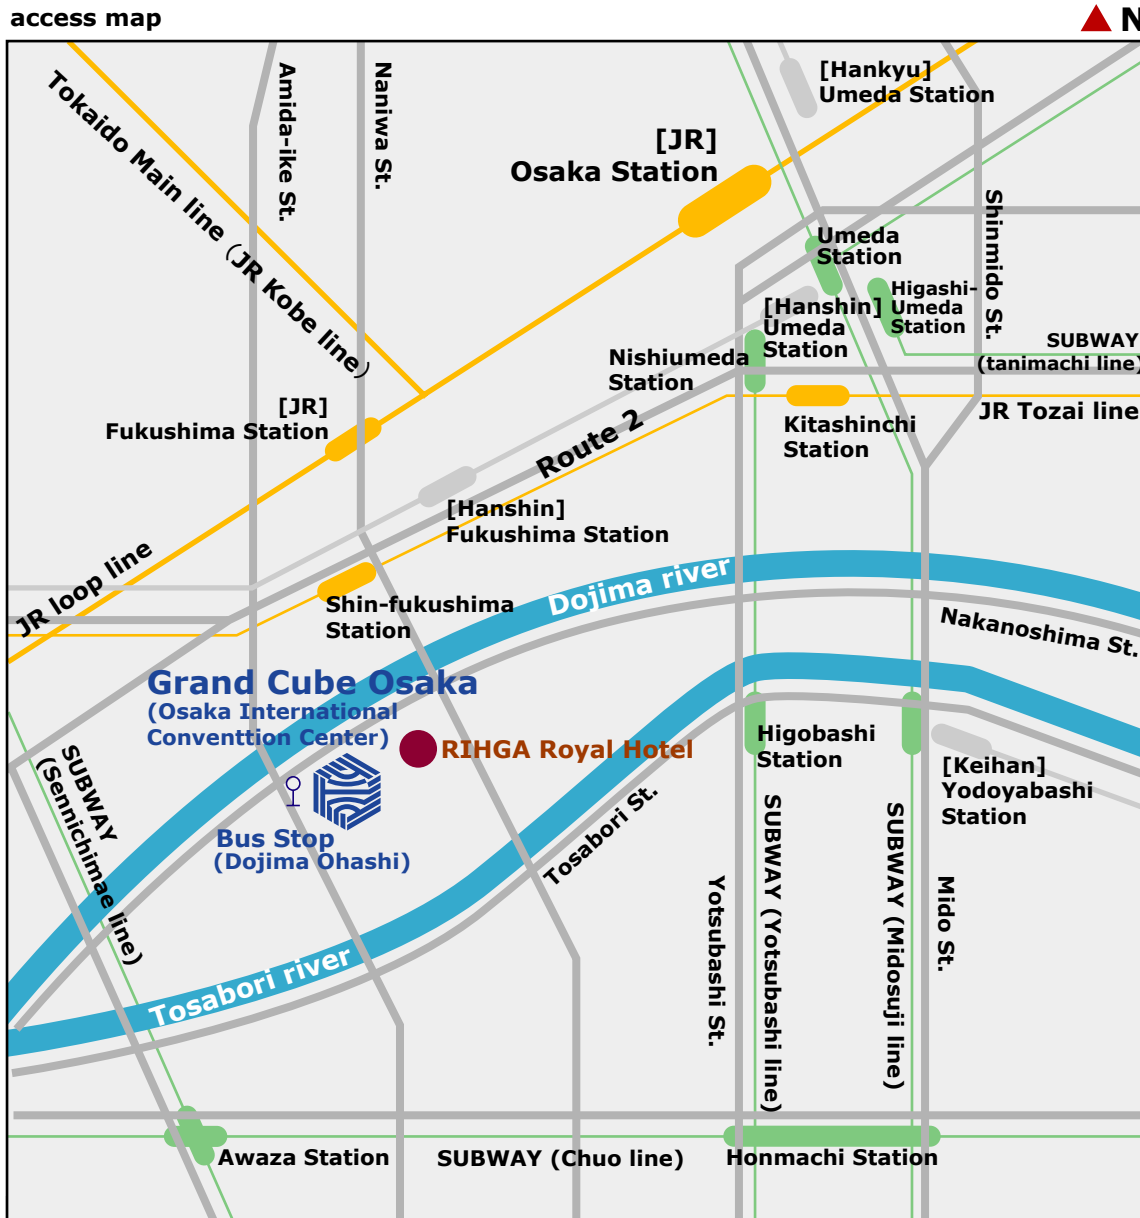 access map
N
[Hankyu]
Umeda Station
Tokaido Main line (JR Kobe line)
Amida-ike St.
Naniwa St.
[JR]
Osaka Station
Shinmido St.
Umeda
Station
Higashi-
Umeda
Station
[Hanshin]
Umeda
Station
SUBWAY
(tanimachi line)
Nishiumeda
Station
JR Tozai line
[JR]
Fukushima Station
Kitashinchi
Station
Route 2
[Hanshin]
Fukushima Station
JR loop line
Shin-fukushima
Station
Dojima river
Nakanoshima St.
Grand Cube Osaka
(Osaka International
Conventtion Center)
RIHGA Royal Hotel
Higobashi
Station
[Keihan]
Yodoyabashi
Station
SUBWAY
(Sennichimae line)
Bus Stop
(Dojima Ohashi)
Tosabori St.
SUBWAY (Yotsubashi line)
SUBWAY (Midosuji line)
Yotsubashi St.
Mido St.
Tosabori river
Awaza Station
SUBWAY (Chuo line)
Honmachi Station